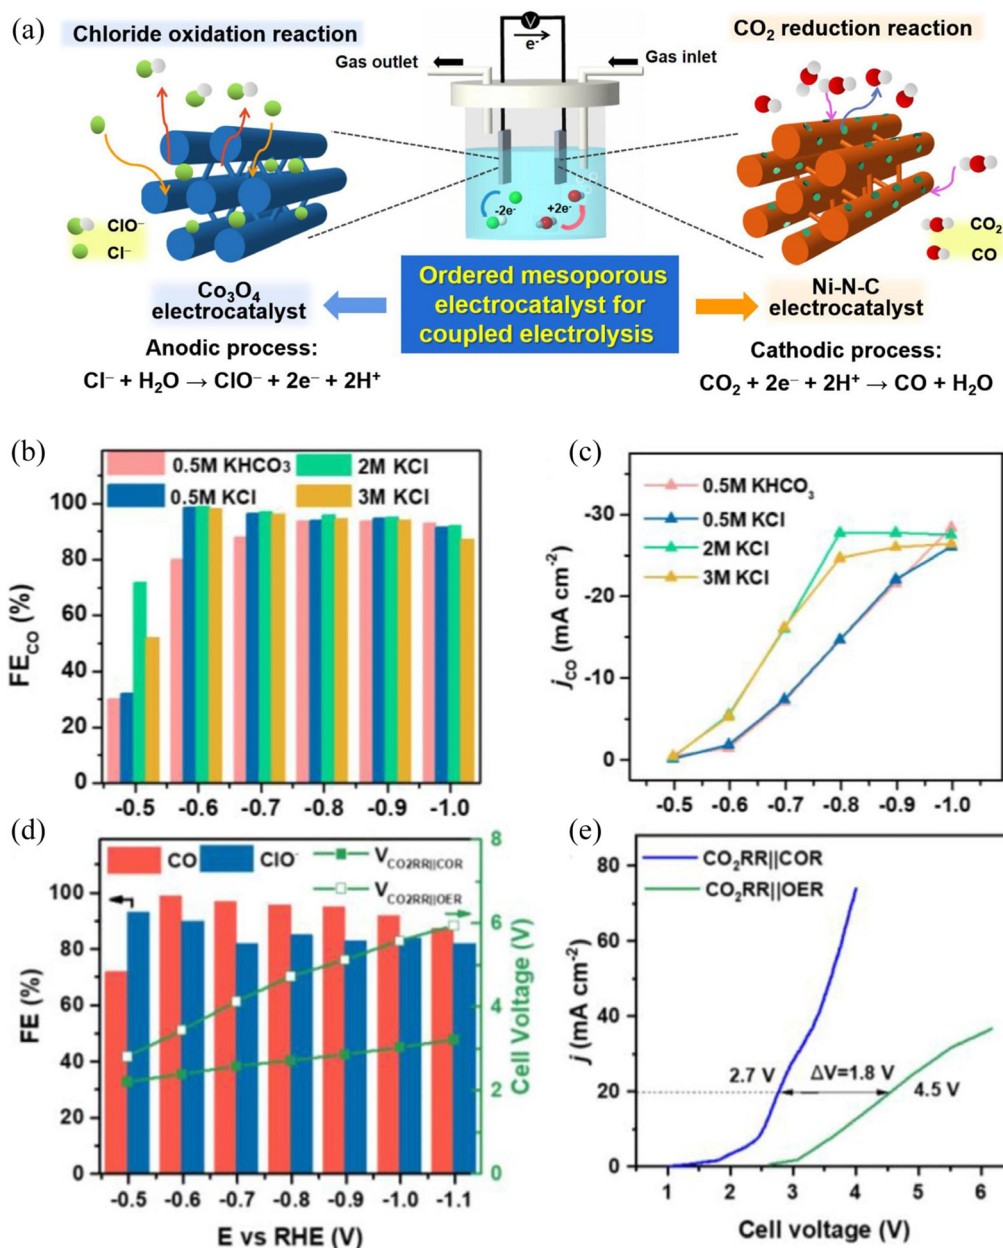 (a)
Chloride oxidation reaction
V
e⁻
Gas outlet
Gas inlet
CO₂ reduction reaction
ClO⁻
Cl⁻
-2e⁻
+2e⁻
CO₂
CO
Co₃O₄
electrocatalyst
Ordered mesoporous
electrocatalyst for
coupled electrolysis
Ni-N-C
electrocatalyst
Anodic process:
Cl⁻ + H₂O → ClO⁻ + 2e⁻ + 2H⁺
Cathodic process:
CO₂ + 2e⁻ + 2H⁺ → CO + H₂O
(b)
0.5M KHCO₃
2M KCl
0.5M KCl
3M KCl
FE_CO (%)
100
80
60
40
20
0
-0.5 -0.6 -0.7 -0.8 -0.9 -1.0
(c)
0.5M KHCO₃
0.5M KCl
2M KCl
3M KCl
j_CO (mA cm⁻²)
-30
-20
-10
0
-0.5 -0.6 -0.7 -0.8 -0.9 -1.0
(d)
CO
ClO⁻
V_CO2RR||COR
V_CO2RR||OER
FE (%)
100
80
60
40
20
0
8
6
4
2
0
Cell Voltage (V)
-0.5 -0.6 -0.7 -0.8 -0.9 -1.0 -1.1
E vs RHE (V)
(e)
CO₂RR||COR
CO₂RR||OER
j (mA cm⁻²)
80
60
40
20
0
2.7 V
ΔV=1.8 V
4.5 V
1 2 3 4 5 6
Cell voltage (V)